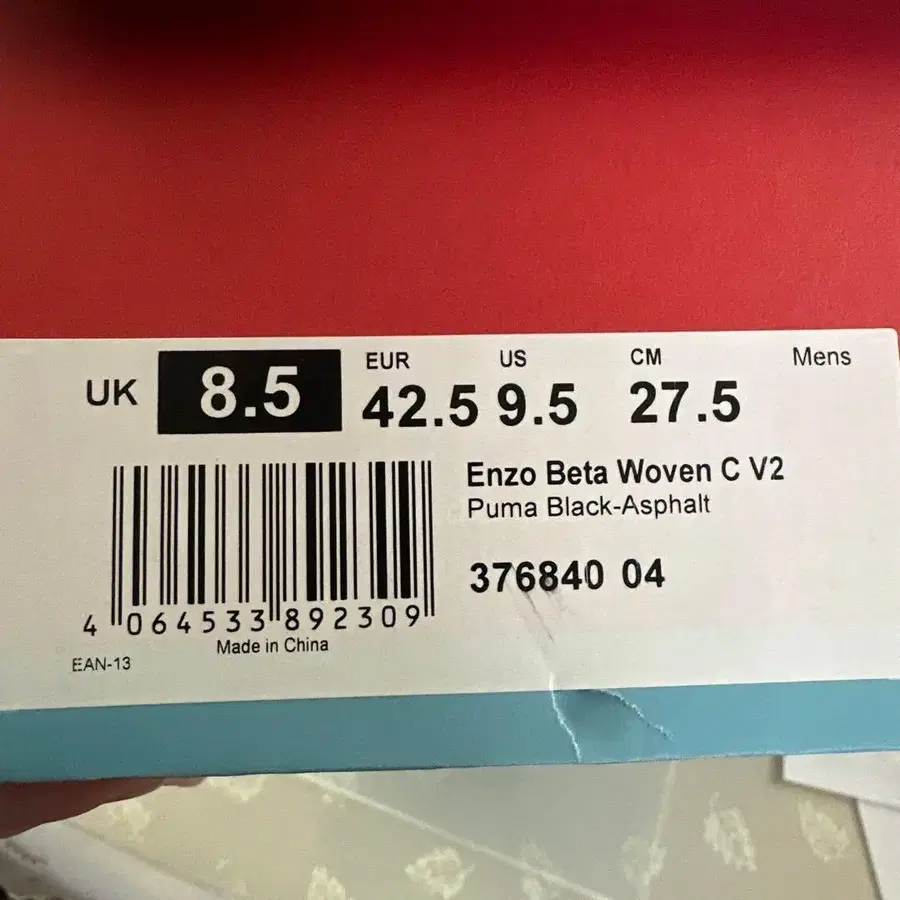 UK 8.5 EUR 42.5 US 9.5 CM 27.5 Mens
Enzo Beta Woven C V2
Puma Black-Asphalt
376840 04
4 064533 892309
Made in China
EAN-13